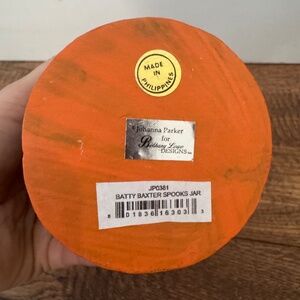 MADE IN
PHILIPPINES
Johanna Parker
for
Bethany Lowe
DESIGNS
JP0381
BATTY BAXTER SPOOKS JAR
8 01836 16303 3